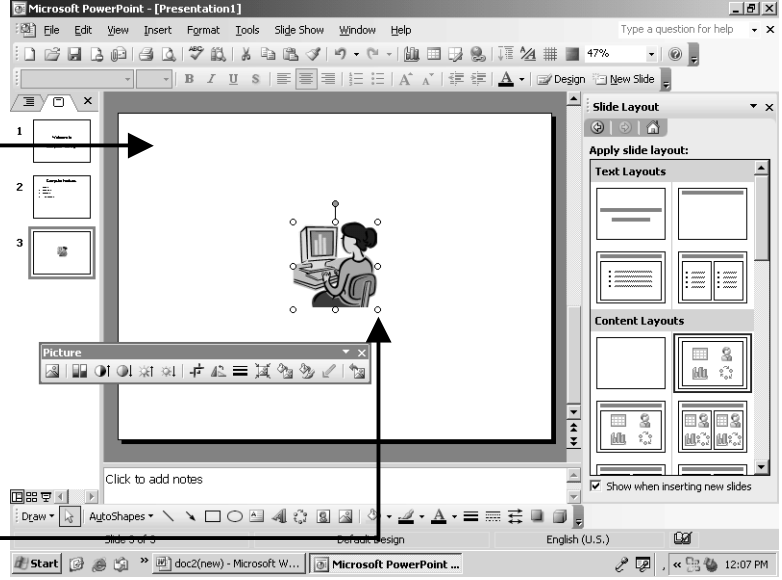 Microsoft PowerPoint - [Presentation1]
File Edit View Insert Format Tools Slide Show Window Help Type a question for help
47%
B I U S A A A Design New Slide
Slide Layout
Apply slide layout:
Text Layouts
Content Layouts
1
2
3
Picture
Click to add notes
Show when inserting new slides
Draw AutoShapes A
Slide 3 of 3 Default Design English (U.S.)
Start doc2(new) - Microsoft W... Microsoft PowerPoint ... 12:07 PM